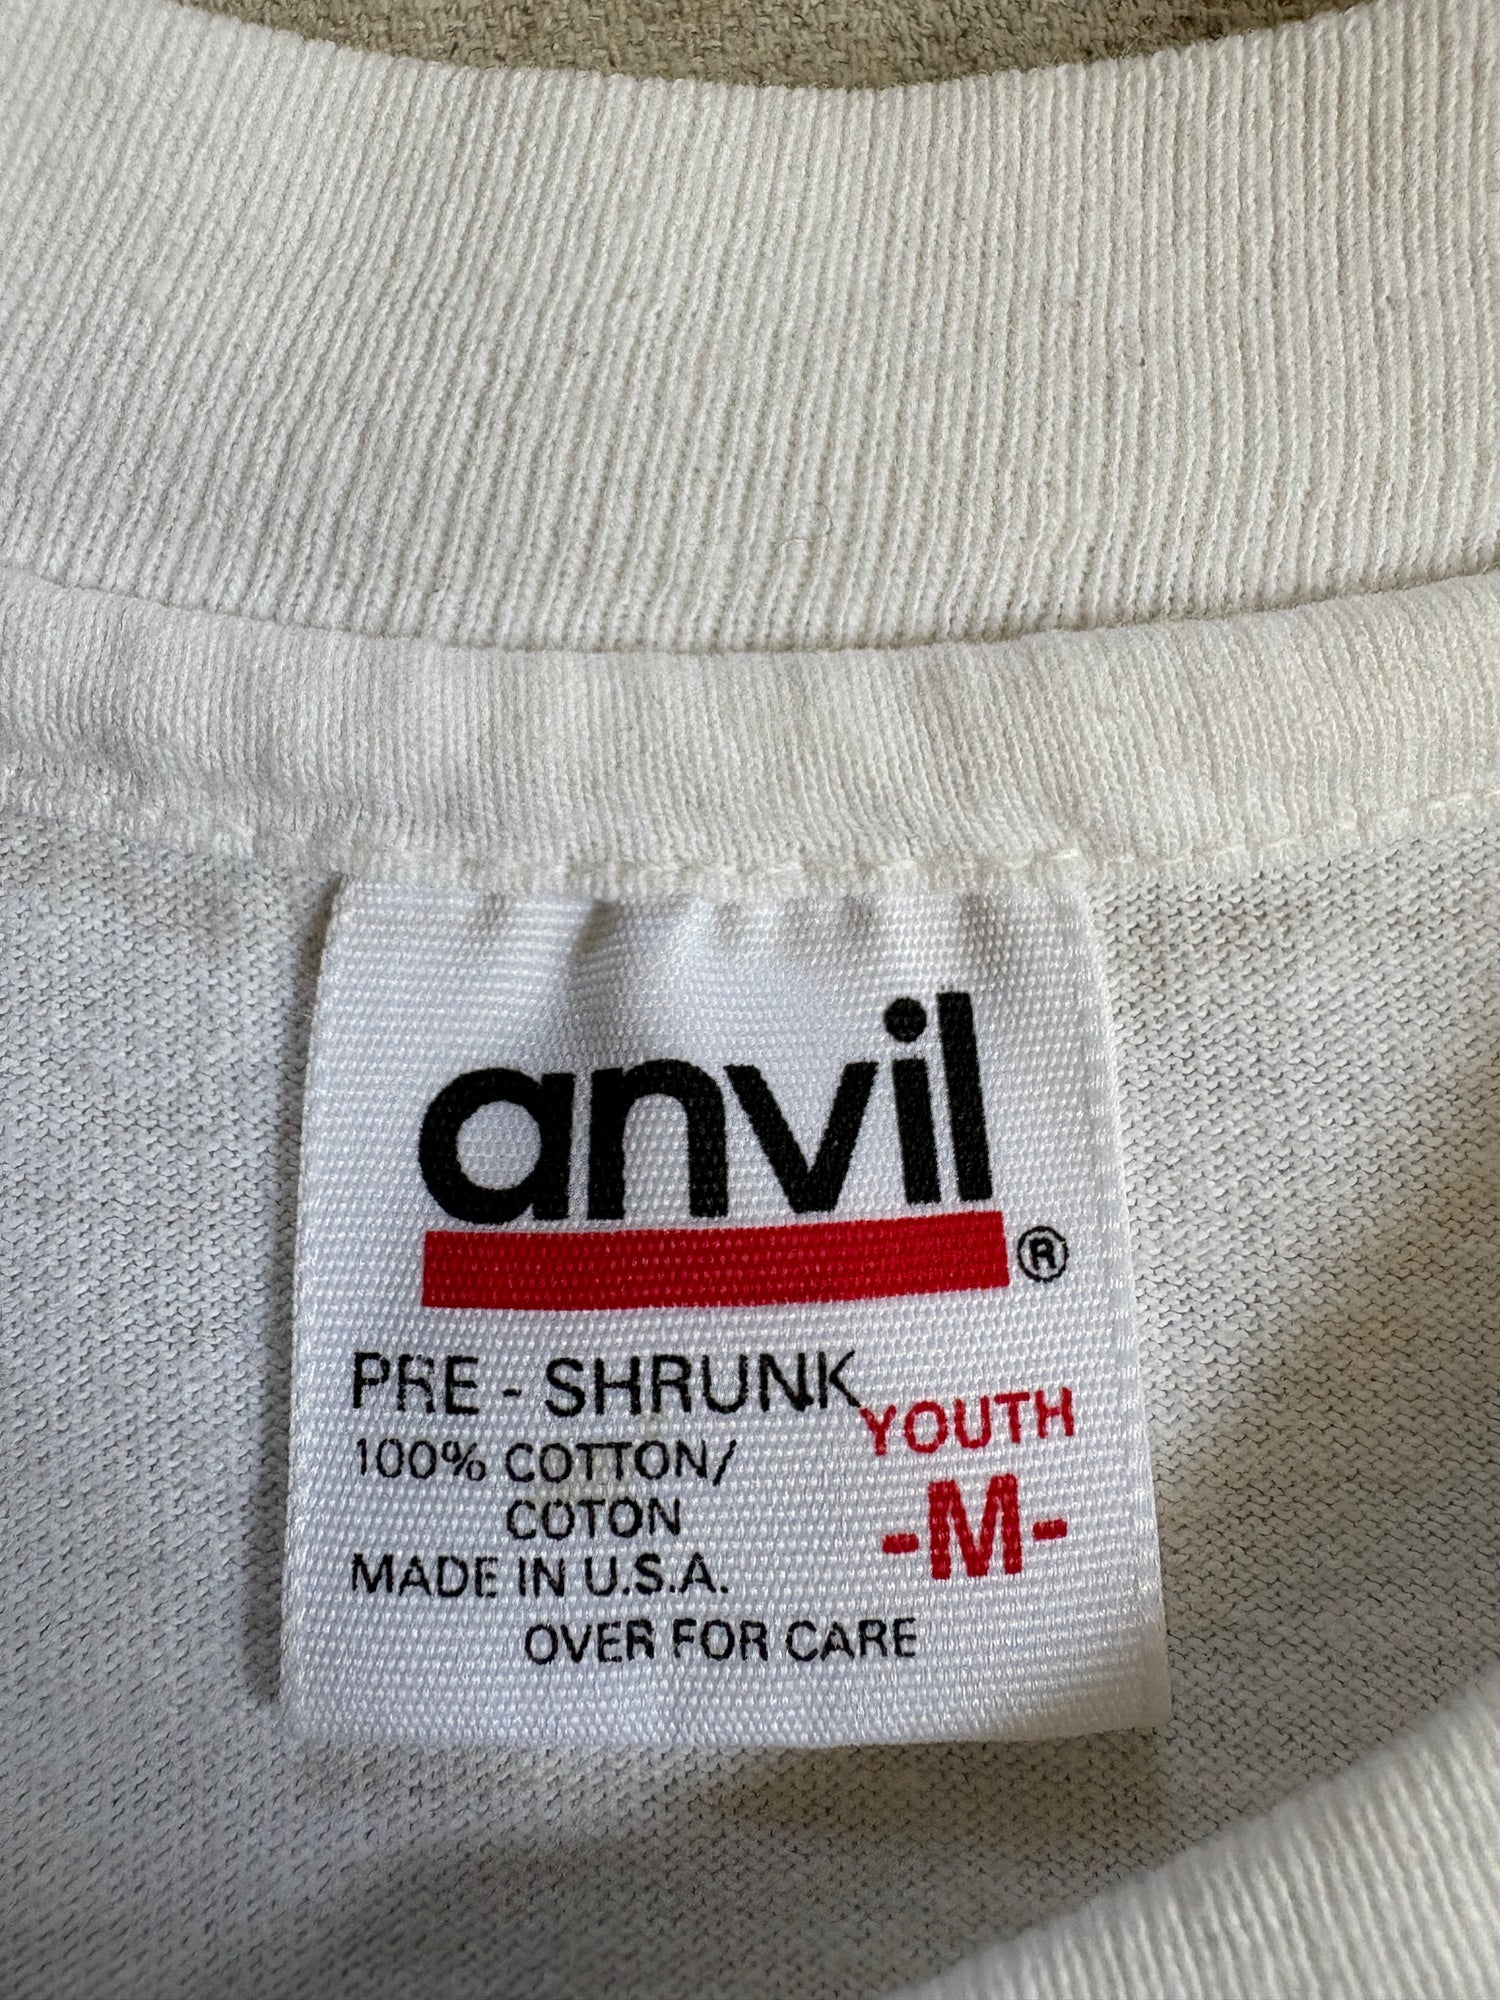 anvil®
PRE - SHRUNK
YOUTH
100% COTTON/
COTON
-M-
MADE IN U.S.A.
OVER FOR CARE